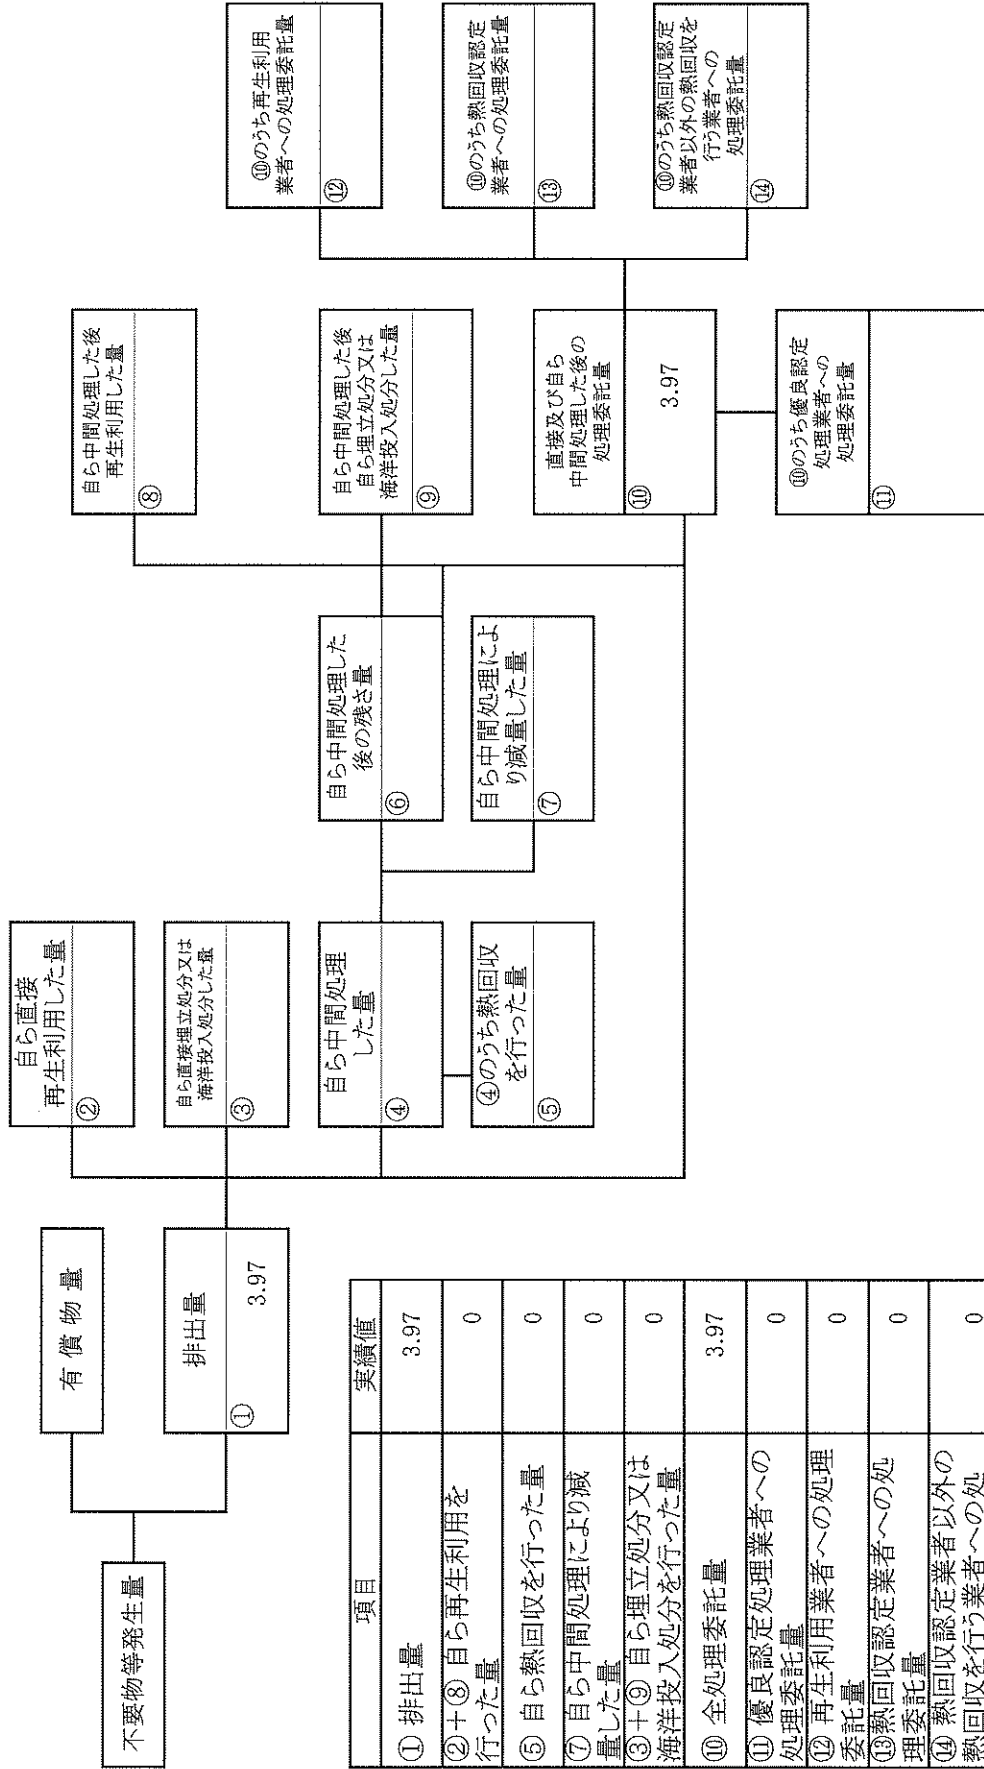 不要物等発生量
有 償 物 量
排出量
①
3.97
自ら直接
再生利用した量
②
自ら直接埋立処分又は
海洋投入処分した量
③
自ら中間処理
した量
④
④のうち熱回収
を行った量
⑤
自ら中間処理した
後の残さ量
⑥
自ら中間処理によ
り減量した量
⑦
自ら中間処理した後
再生利用した量
⑧
自ら中間処理した後
自ら埋立処分又は
海洋投入処分した量
⑨
直接及び自ら
中間処理した後の
処理委託量
⑩
3.97
⑩のうち優良認定
処理業者への
処理委託量
⑪
⑩のうち再生利用
業者への処理委託量
⑫
⑩のうち熱回収認定
業者への処理委託量
⑬
⑩のうち熱回収認定
業者以外の熱回収を
行う業者への
処理委託量
⑭
項目 実績値
① 排出量 3.97
②+⑧ 自ら再生利用を
行った量 0
⑤ 自ら熱回収を行った量 0
⑦ 自ら中間処理により減
量した量 0
③+⑨ 自ら埋立処分又は
海洋投入処分を行った量 0
⑩ 全処理委託量 3.97
⑪ 優良認定処理業者への
処理委託量 0
⑫ 再生利用業者への処理
委託量 0
⑬熱回収認定業者への処
理委託量 0
⑭ 熱回収認定業者以外の
熱回収を行う業者への処 0